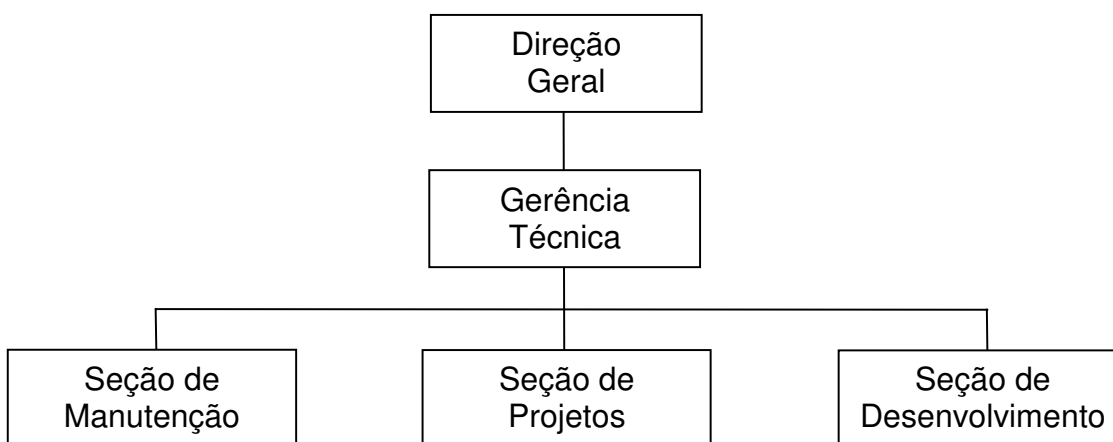 Direção
Geral
Gerência
Técnica
Seção de
Manutenção
Seção de
Projetos
Seção de
Desenvolvimento